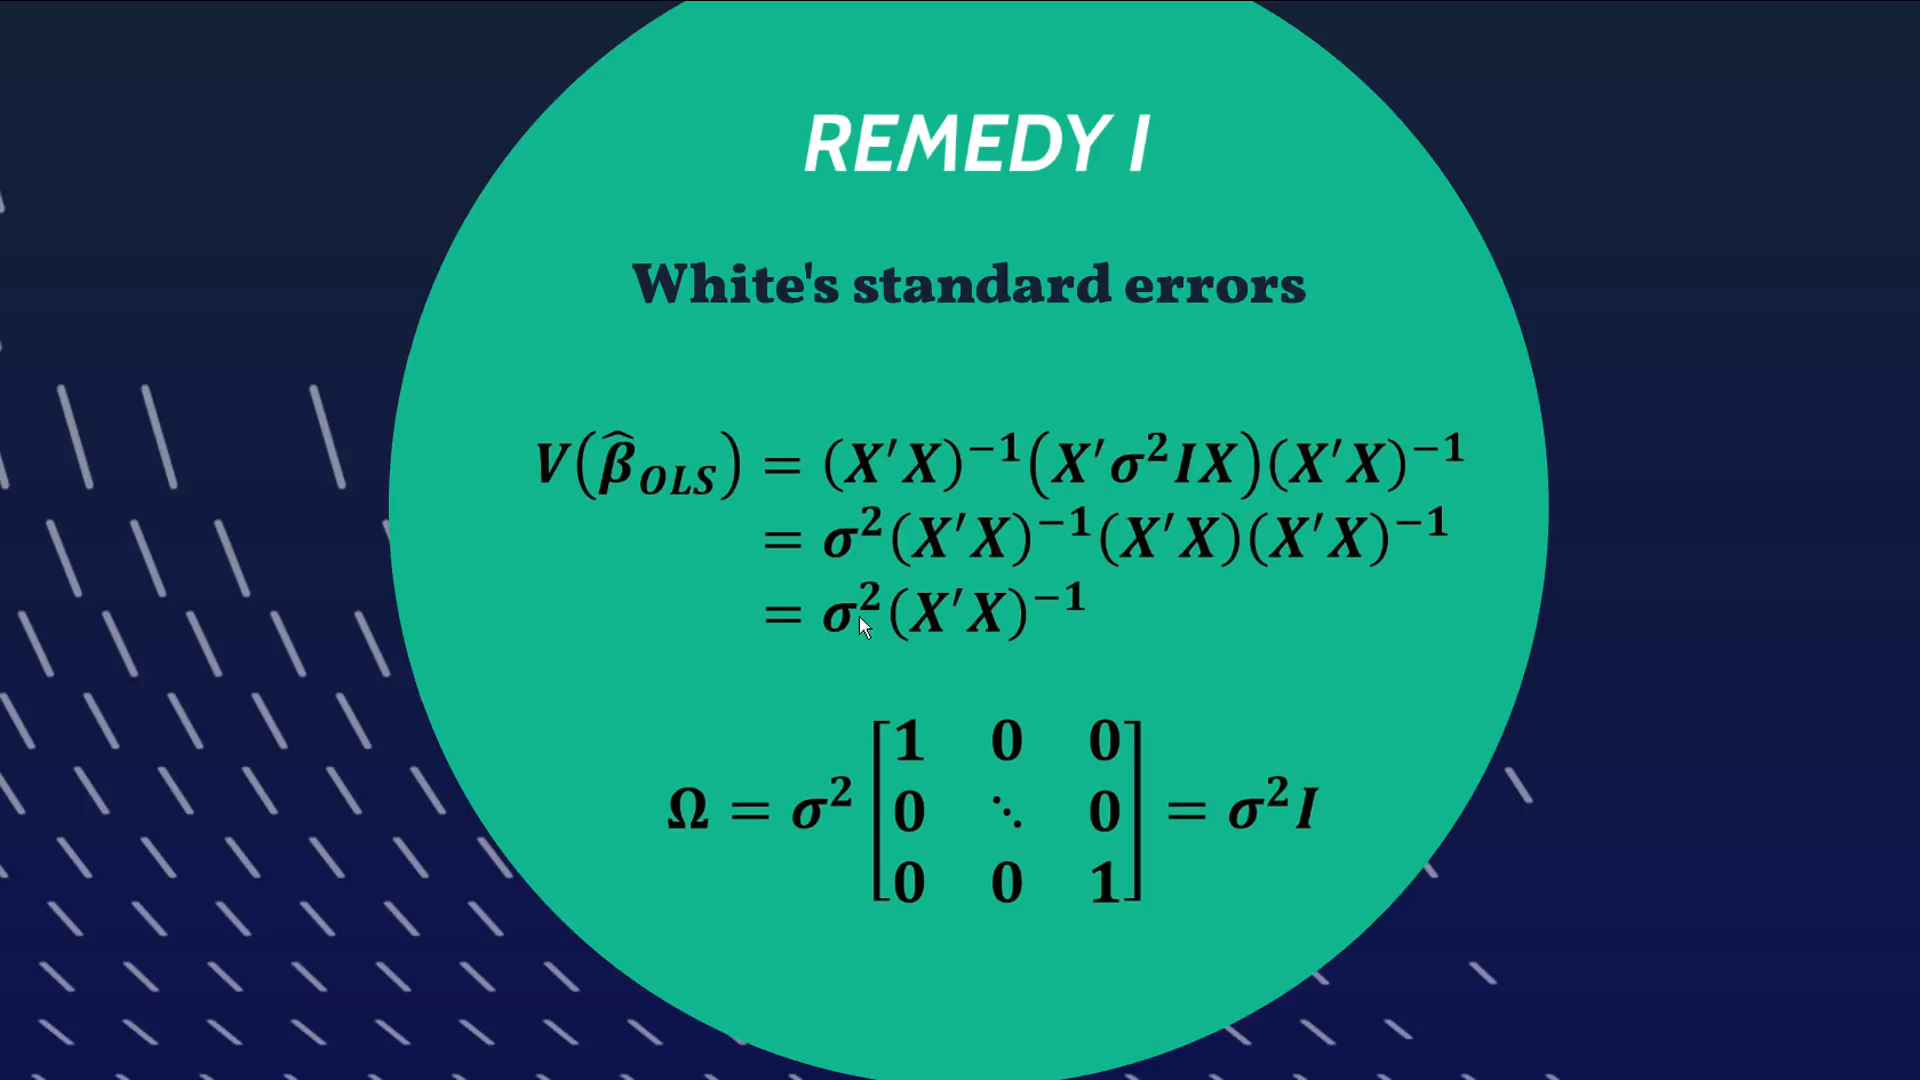 REMEDY I
White's standard errors
V(β̂_OLS) = (X′X)⁻¹(X′σ²IX)(X′X)⁻¹
= σ²(X′X)⁻¹(X′X)(X′X)⁻¹
= σ²(X′X)⁻¹
Ω = σ² [1 0 0; 0 ⋱ 0; 0 0 1] = σ²I